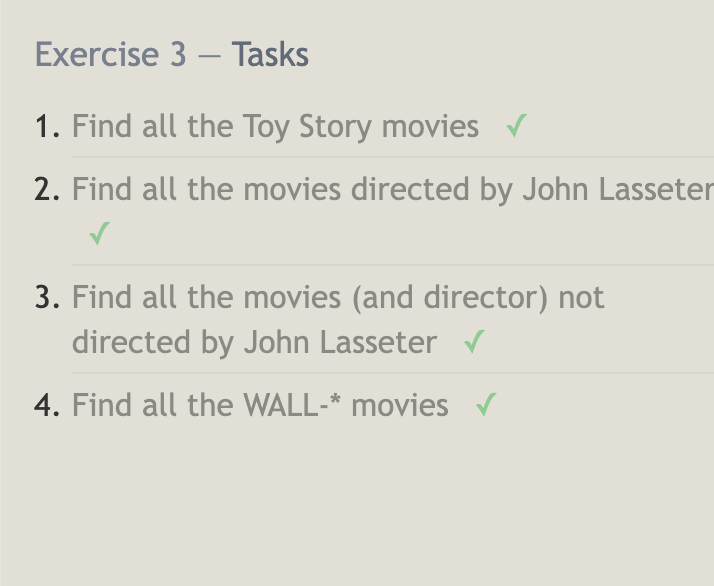 Exercise 3 — Tasks
1. Find all the Toy Story movies ✓
2. Find all the movies directed by John Lasseter
✓
3. Find all the movies (and director) not
directed by John Lasseter ✓
4. Find all the WALL-* movies ✓